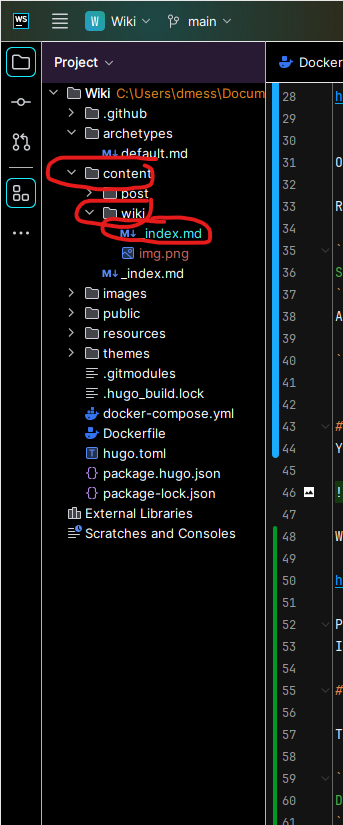 WS W Wiki main
Project Docker
Wiki C:\Users\dmess\Docum
.github
archetypes
M↓ default.md
content
post
wiki
M↓ _index.md
img.png
M↓ _index.md
images
public
resources
themes
.gitmodules
.hugo_build.lock
docker-compose.yml
Dockerfile
T hugo.toml
{} package.hugo.json
{} package-lock.json
External Libraries
Scratches and Consoles
28 h
29
30
31 O
32
33 R
34
35 `
36 S
37 `
38 A
39
40 `
41
42
43 #
44 Y
45
46 !
47
48 W
49
50 h
51
52 P
53 I
54
55 #
56
57 T
58
59 `
60 D
61 `